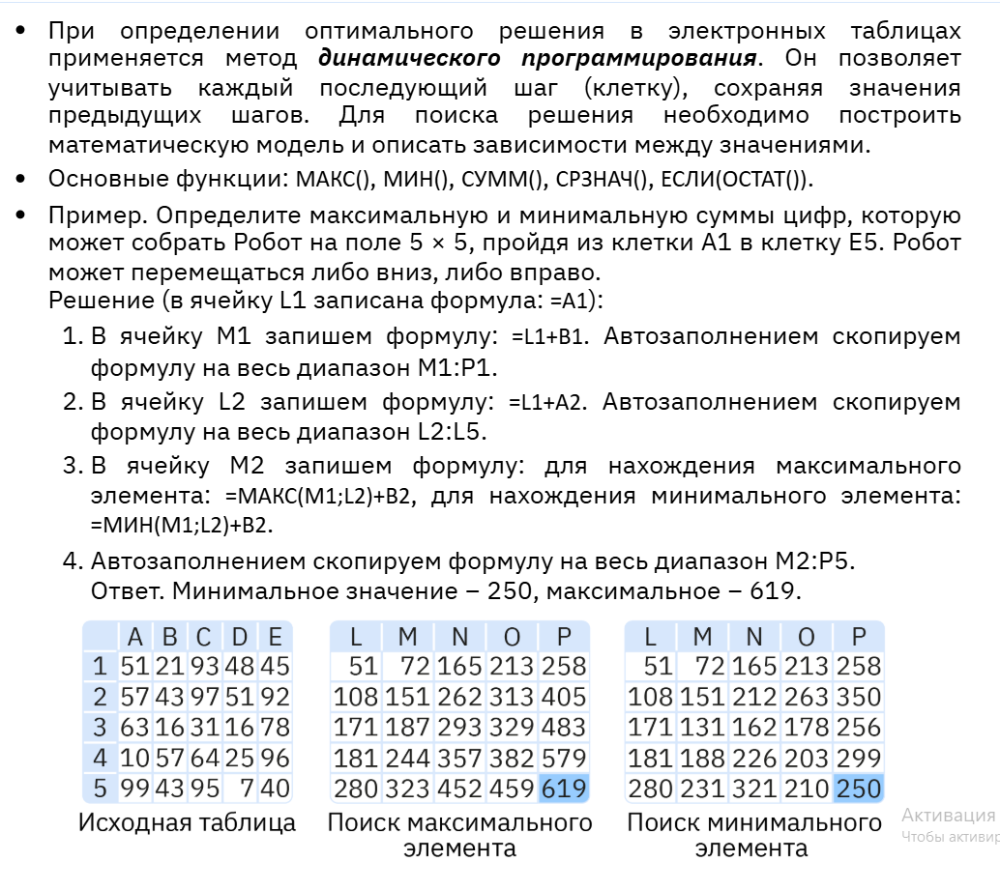 • При определении оптимального решения в электронных таблицах
применяется метод динамического программирования. Он позволяет
учитывать каждый последующий шаг (клетку), сохраняя значения
предыдущих шагов. Для поиска решения необходимо построить
математическую модель и описать зависимости между значениями.
• Основные функции: МАКС(), МИН(), СУММ(), СРЗНАЧ(), ЕСЛИ(ОСТАТ()).
• Пример. Определите максимальную и минимальную суммы цифр, которую
может собрать Робот на поле 5 × 5, пройдя из клетки A1 в клетку E5. Робот
может перемещаться либо вниз, либо вправо.
Решение (в ячейку L1 записана формула: =A1):
1. В ячейку M1 запишем формулу: =L1+B1. Автозаполнением скопируем
формулу на весь диапазон M1:P1.
2. В ячейку L2 запишем формулу: =L1+A2. Автозаполнением скопируем
формулу на весь диапазон L2:L5.
3. В ячейку M2 запишем формулу: для нахождения максимального
элемента: =МАКС(M1;L2)+B2, для нахождения минимального элемента:
=МИН(M1;L2)+B2.
4. Автозаполнением скопируем формулу на весь диапазон M2:P5.
Ответ. Минимальное значение – 250, максимальное – 619.
A B C D E
1 51 21 93 48 45
2 57 43 97 51 92
3 63 16 31 16 78
4 10 57 64 25 96
5 99 43 95 7 40
Исходная таблица
L M N O P
51 72 165 213 258
108 151 262 313 405
171 187 293 329 483
181 244 357 382 579
280 323 452 459 619
Поиск максимального
элемента
L M N O P
51 72 165 213 258
108 151 212 263 350
171 131 162 178 256
181 188 226 203 299
280 231 321 210 250
Поиск минимального
элемента
Активация
Чтобы